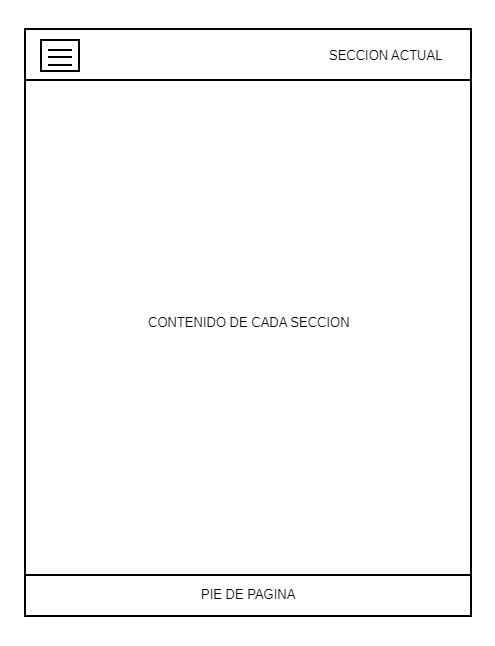 SECCION ACTUAL
CONTENIDO DE CADA SECCION
PIE DE PAGINA